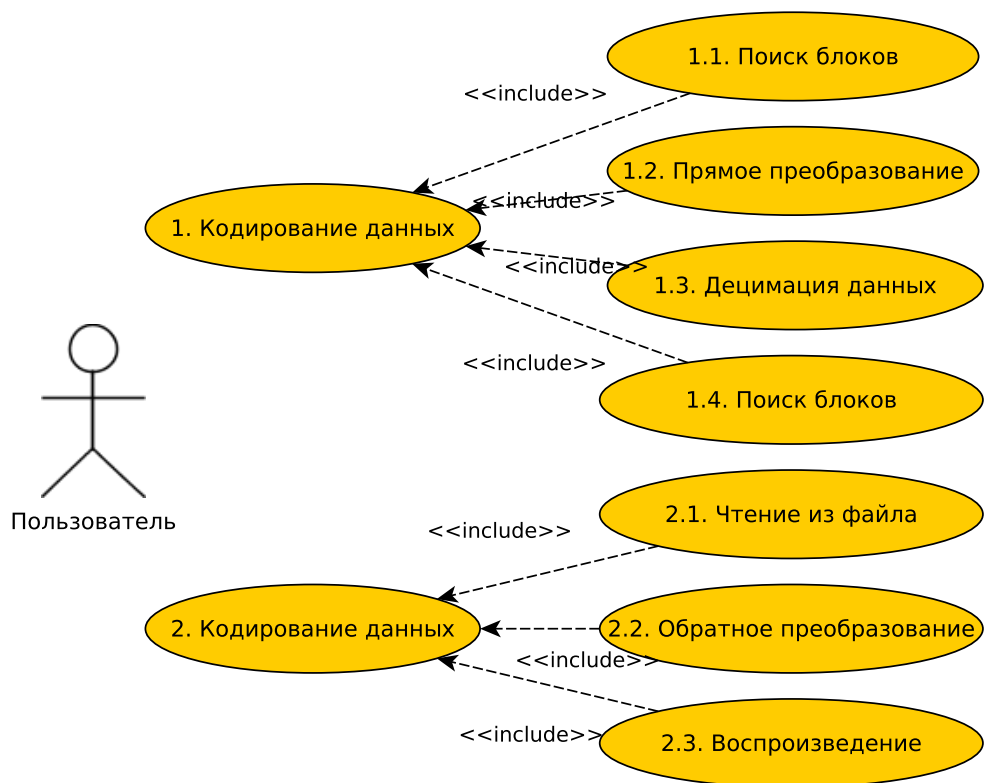 1.1. Поиск блоков
<<include>>
1.2. Прямое преобразование
<<include>>
1. Кодирование данных
<<include>>
1.3. Децимация данных
<<include>>
1.4. Поиск блоков
Пользователь
2.1. Чтение из файла
<<include>>
2. Кодирование данных
2.2. Обратное преобразование
<<include>>
<<include>>
2.3. Воспроизведение